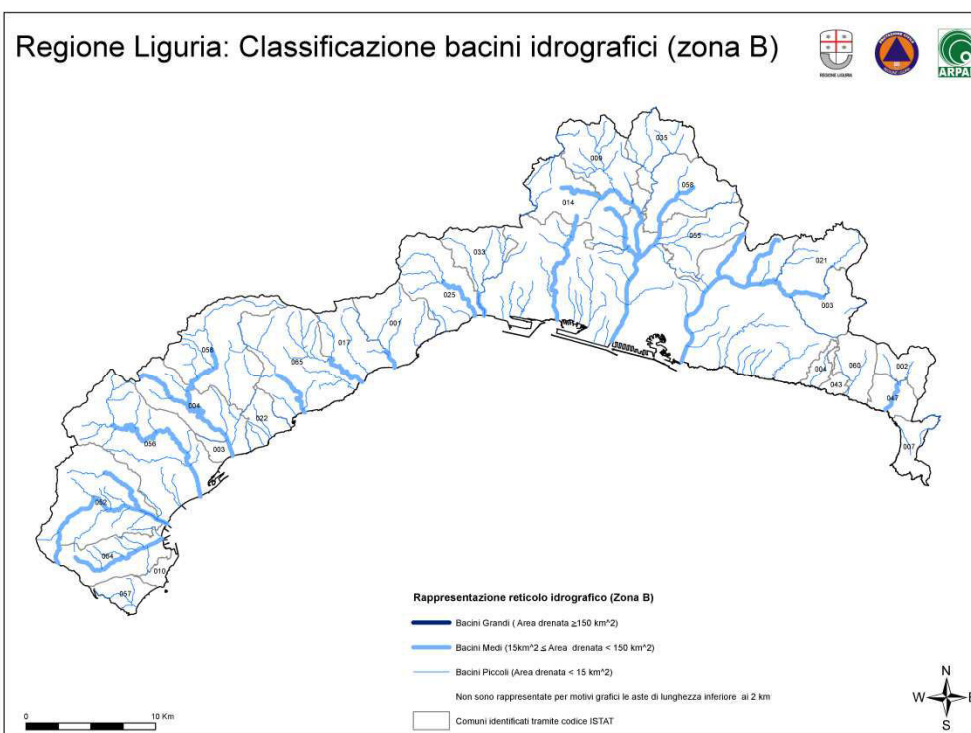 Regione Liguria: Classificazione bacini idrografici (zona B)
REGIONE LIGURIA
ARPAL
035
009
058
014
055
033
021
025
003
001
017
058
065
004
060
002
004
043
047
022
003
056
007
062
064
010
057
Rappresentazione reticolo idrografico (Zona B)
Bacini Grandi ( Area drenata ≥150 km^2)
Bacini Medi (15km^2 ≤ Area drenata < 150 km^2)
Bacini Piccoli (Area drenata < 15 km^2)
Non sono rappresentate per motivi grafici le aste di lunghezza inferiore ai 2 km
Comuni identificati tramite codice ISTAT
0 10 Km
N
W E
S